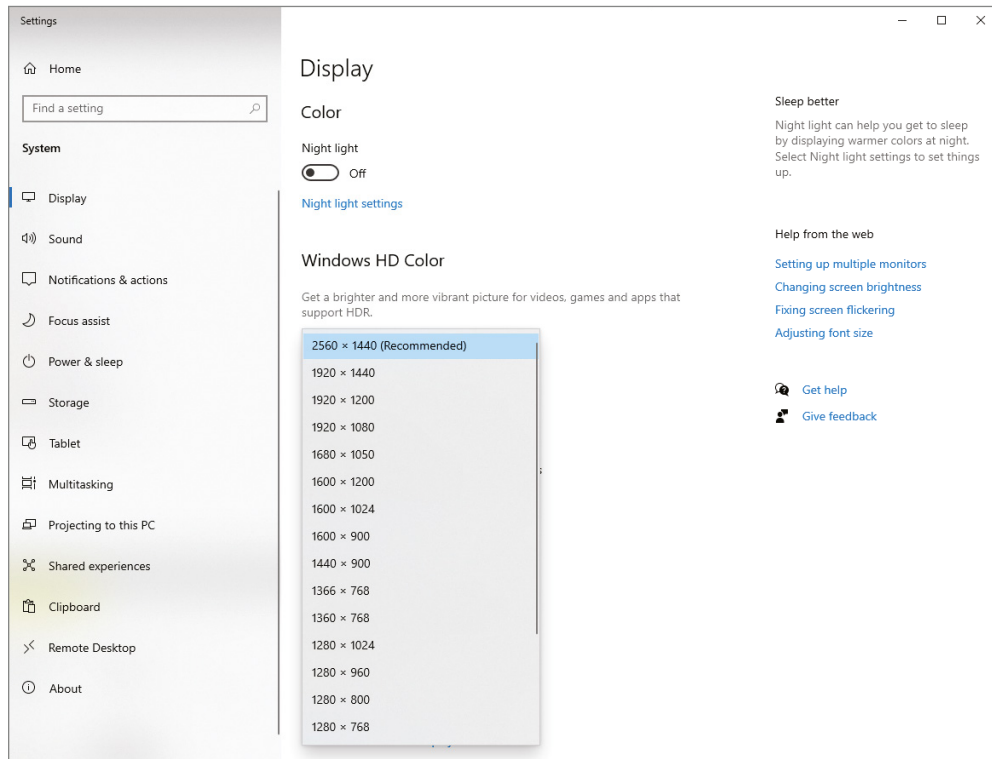 Settings
Home
Find a setting
System
Display
Sound
Notifications & actions
Focus assist
Power & sleep
Storage
Tablet
Multitasking
Projecting to this PC
Shared experiences
Clipboard
Remote Desktop
About
Display
Color
Night light
Off
Night light settings
Windows HD Color
Get a brighter and more vibrant picture for videos, games and apps that
support HDR.
2560 × 1440 (Recommended)
1920 × 1440
1920 × 1200
1920 × 1080
1680 × 1050
1600 × 1200
1600 × 1024
1600 × 900
1440 × 900
1366 × 768
1360 × 768
1280 × 1024
1280 × 960
1280 × 800
1280 × 768
Sleep better
Night light can help you get to sleep
by displaying warmer colors at night.
Select Night light settings to set things
up.
Help from the web
Setting up multiple monitors
Changing screen brightness
Fixing screen flickering
Adjusting font size
Get help
Give feedback